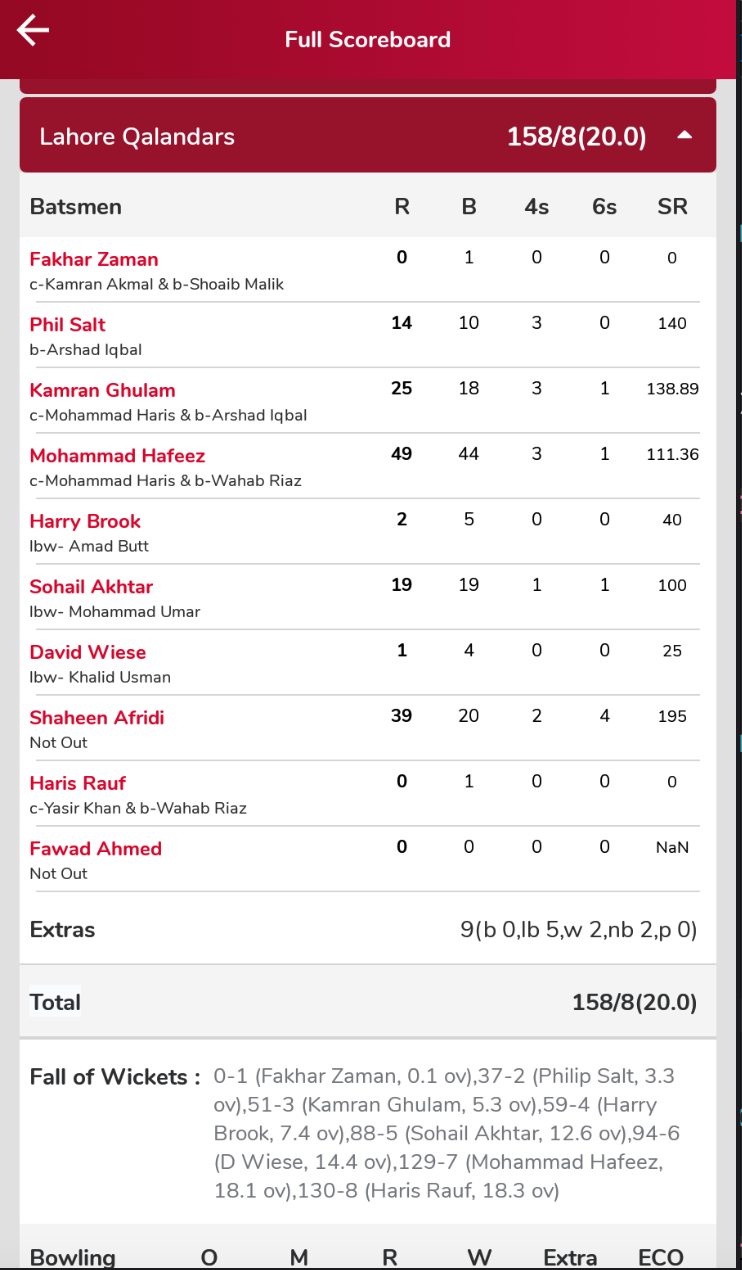 Full Scoreboard
Lahore Qalandars 158/8(20.0)
Batsmen R B 4s 6s SR
Fakhar Zaman 0 1 0 0 0
c-Kamran Akmal & b-Shoaib Malik
Phil Salt 14 10 3 0 140
b-Arshad Iqbal
Kamran Ghulam 25 18 3 1 138.89
c-Mohammad Haris & b-Arshad Iqbal
Mohammad Hafeez 49 44 3 1 111.36
c-Mohammad Haris & b-Wahab Riaz
Harry Brook 2 5 0 0 40
lbw- Amad Butt
Sohail Akhtar 19 19 1 1 100
lbw- Mohammad Umar
David Wiese 1 4 0 0 25
lbw- Khalid Usman
Shaheen Afridi 39 20 2 4 195
Not Out
Haris Rauf 0 1 0 0 0
c-Yasir Khan & b-Wahab Riaz
Fawad Ahmed 0 0 0 0 NaN
Not Out
Extras 9(b 0,lb 5,w 2,nb 2,p 0)
Total 158/8(20.0)
Fall of Wickets : 0-1 (Fakhar Zaman, 0.1 ov),37-2 (Philip Salt, 3.3
ov),51-3 (Kamran Ghulam, 5.3 ov),59-4 (Harry
Brook, 7.4 ov),88-5 (Sohail Akhtar, 12.6 ov),94-6
(D Wiese, 14.4 ov),129-7 (Mohammad Hafeez,
18.1 ov),130-8 (Haris Rauf, 18.3 ov)
Bowling O M R W Extra ECO